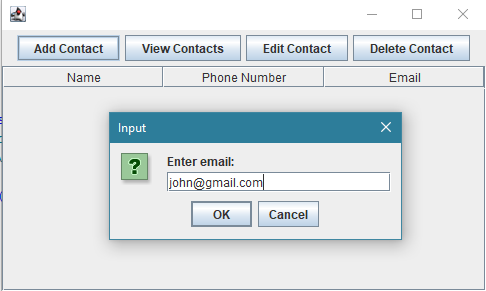 Add Contact View Contacts Edit Contact Delete Contact
Name Phone Number Email
Input
?
Enter email:
john@gmail.com
OK Cancel